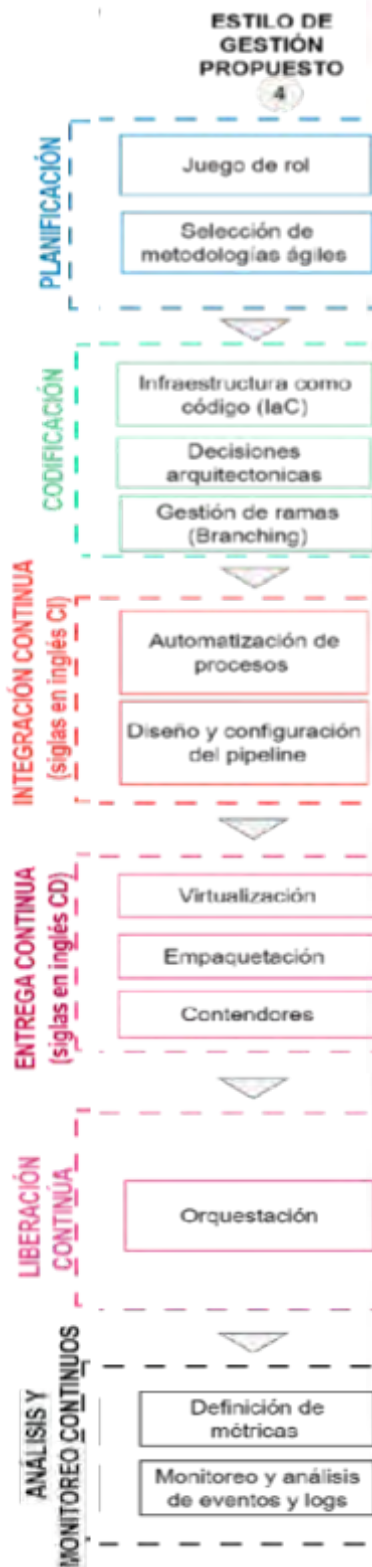 ESTILO DE
GESTIÓN
PROPUESTO
4
PLANIFICACIÓN
Juego de rol
Selección de
metodologías ágiles
CODIFICACIÓN
Infraestructura como
código (IaC)
Decisiones
arquitectonicas
Gestión de ramas
(Branching)
INTEGRACIÓN CONTINUA
(siglas en inglés CI)
Automatización de
procesos
Diseño y configuración
del pipeline
ENTREGA CONTINUA
(siglas en inglés CD)
Virtualización
Empaquetación
Contendores
LIBERACIÓN
CONTINÚA
Orquestación
ANÁLISIS Y
MONITOREO CONTINUOS
Definición de
métricas
Monitoreo y análisis
de eventos y logs